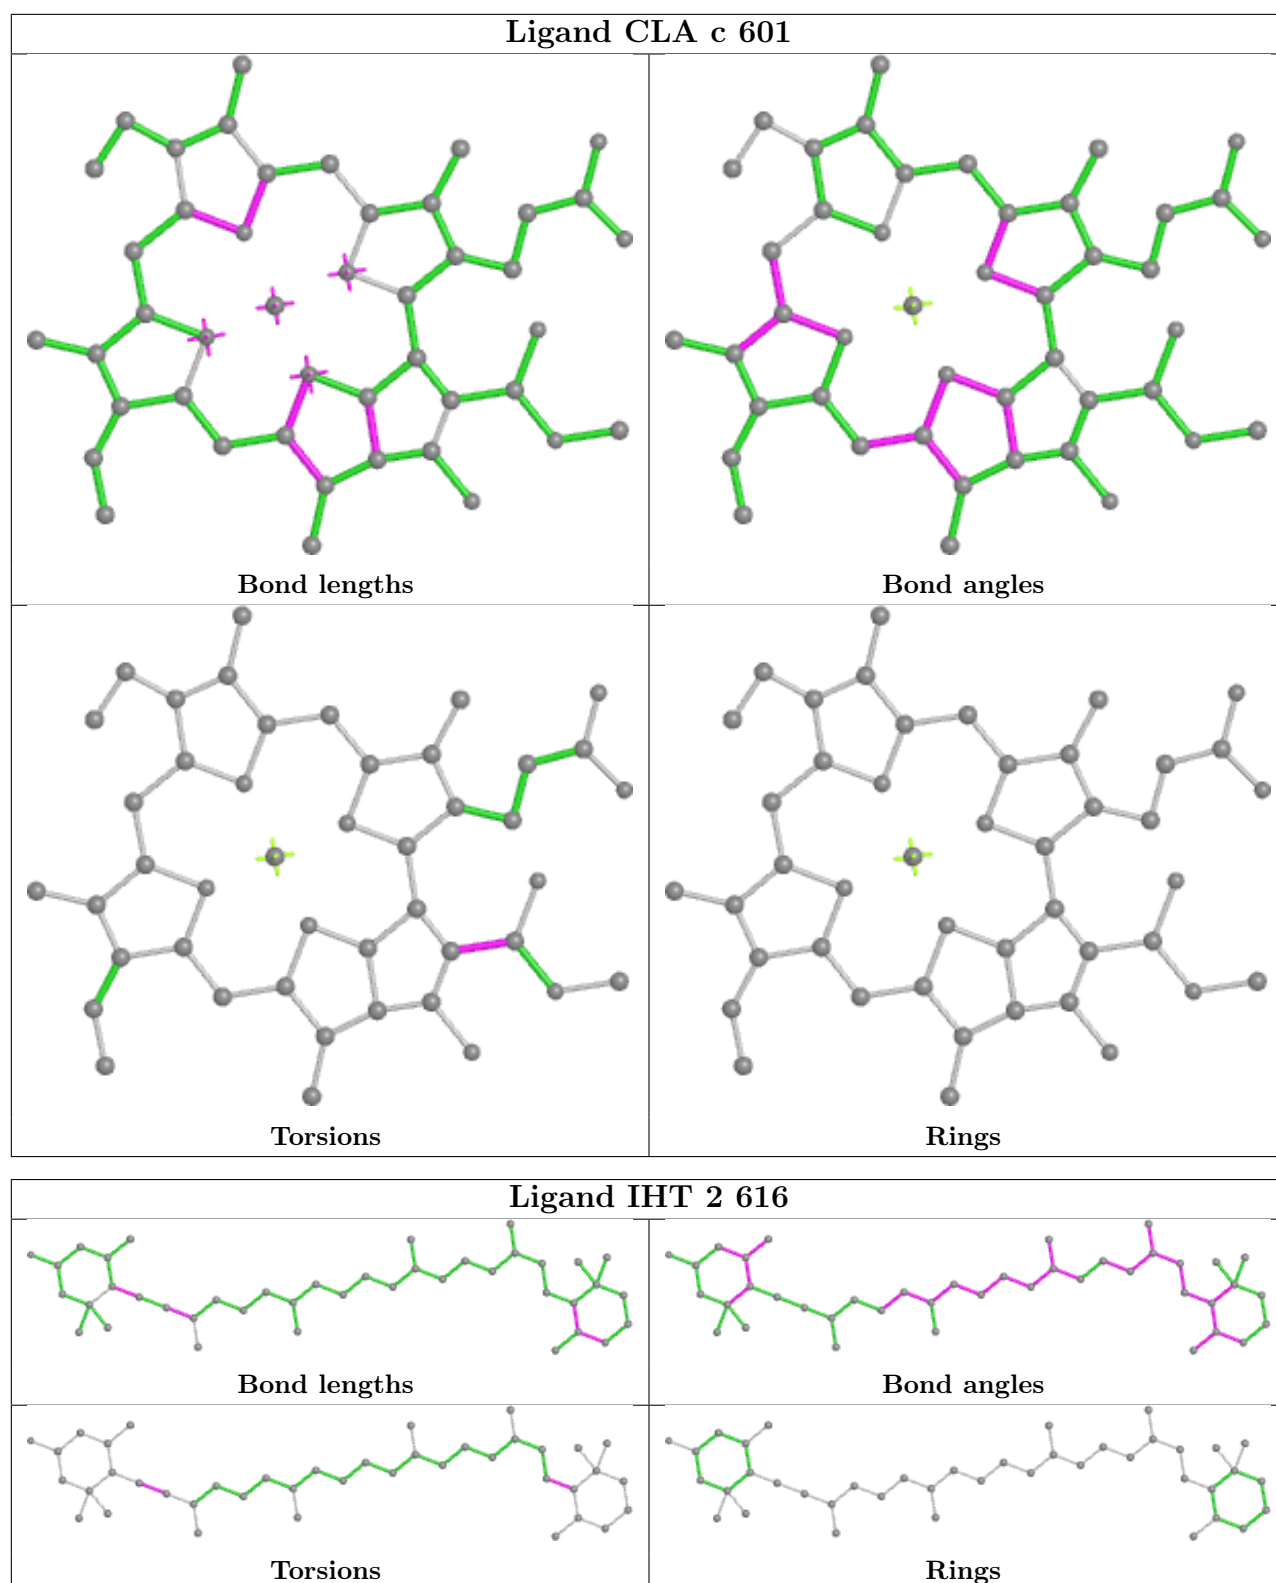 Ligand CLA c 601
Bond lengths
Bond angles
Torsions
Rings
Ligand IHT 2 616
Bond lengths
Bond angles
Torsions
Rings